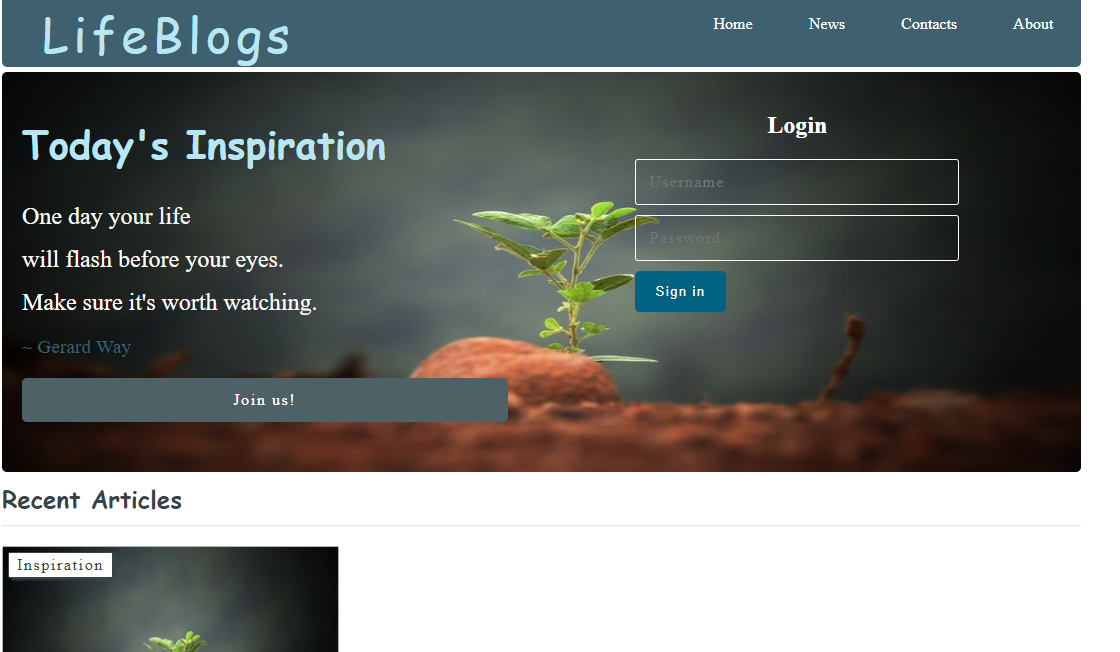 LifeBlogs
Home News Contacts About
Today's Inspiration
One day your life
will flash before your eyes.
Make sure it's worth watching.
~ Gerard Way
Join us!
Login
Username
Password
Sign in
Recent Articles
Inspiration